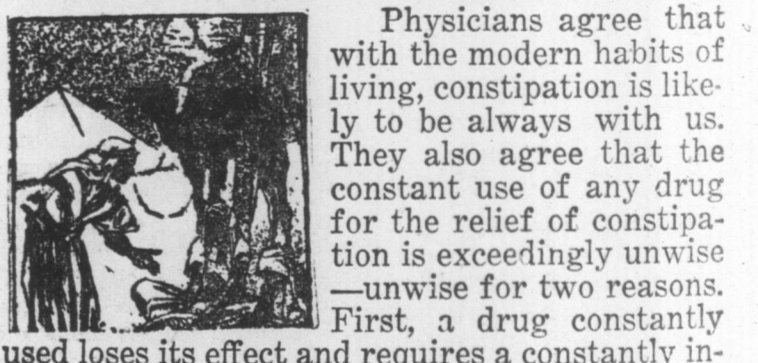 Physicians agree that
with the modern habits of
living, constipation is like-
ly to be always with us.
They also agree that the
constant use of any drug
for the relief of constipa-
tion is exceedingly unwise
—unwise for two reasons.
First, a drug constantly
used loses its effect and requires a constantly in-